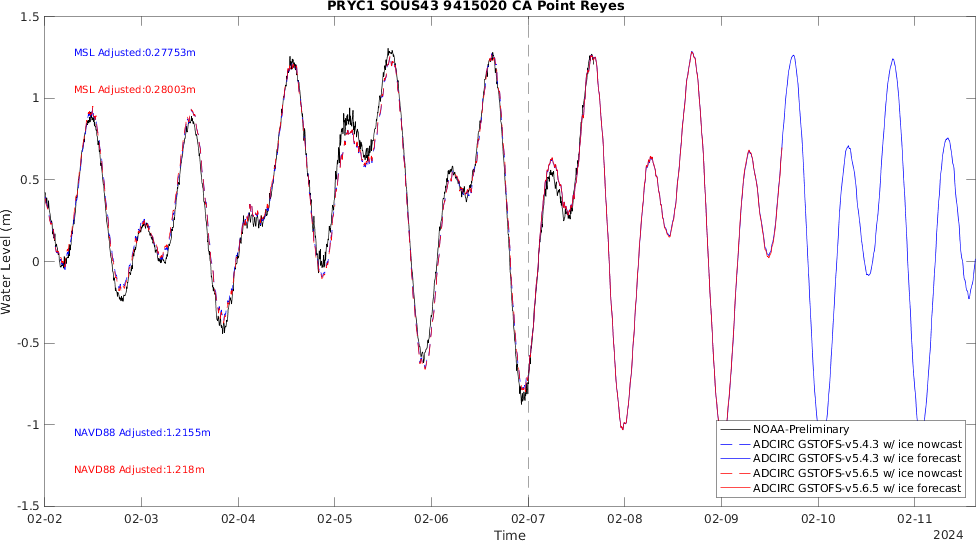 PRYC1 SOUS43 9415020 CA Point Reyes
MSL Adjusted:0.27753m
MSL Adjusted:0.28003m
NAVD88 Adjusted:1.2155m
NAVD88 Adjusted:1.218m
Water Level (m)
1.5
1
0.5
0
-0.5
-1
-1.5
NOAA-Preliminary
ADCIRC GSTOFS-v5.4.3 w/ ice nowcast
ADCIRC GSTOFS-v5.4.3 w/ ice forecast
ADCIRC GSTOFS-v5.6.5 w/ ice nowcast
ADCIRC GSTOFS-v5.6.5 w/ ice forecast
02-02 02-03 02-04 02-05 02-06 02-07 02-08 02-09 02-10 02-11
Time
2024